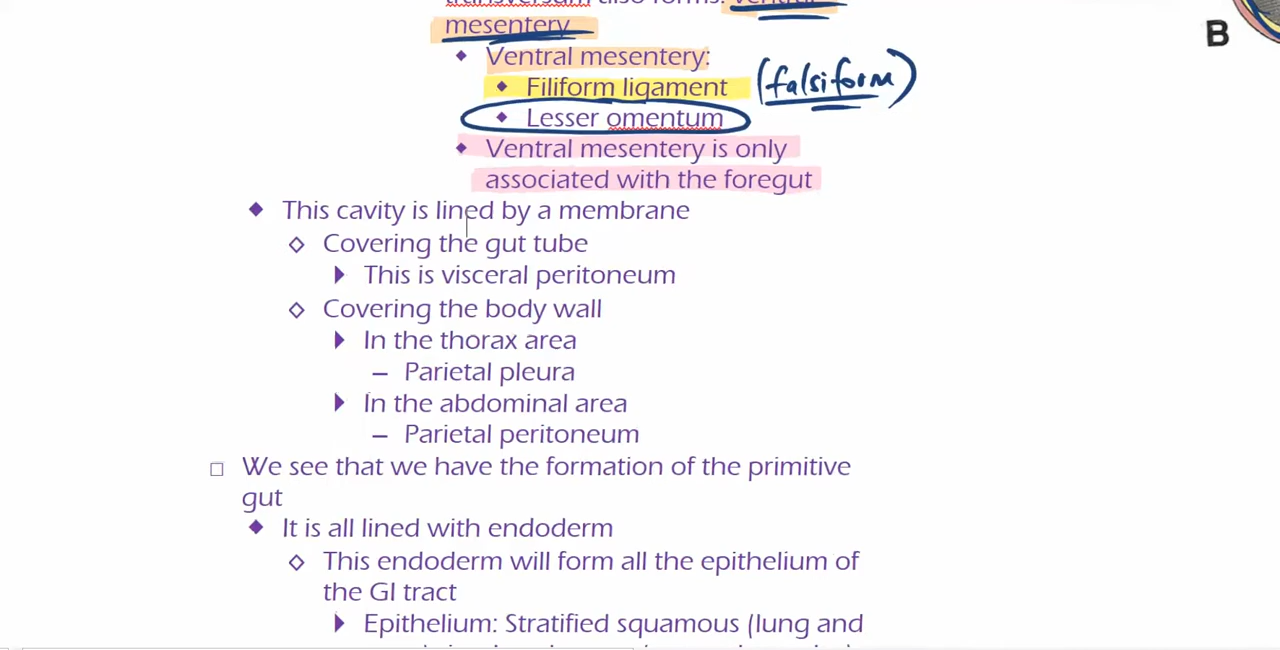 transversum also forms: ventral
mesentery
B
Ventral mesentery:
Filiform ligament (falsiform)
Lesser omentum
Ventral mesentery is only
associated with the foregut
This cavity is lined by a membrane
Covering the gut tube
This is visceral peritoneum
Covering the body wall
In the thorax area
– Parietal pleura
In the abdominal area
– Parietal peritoneum
We see that we have the formation of the primitive
gut
It is all lined with endoderm
This endoderm will form all the epithelium of
the GI tract
Epithelium: Stratified squamous (lung and